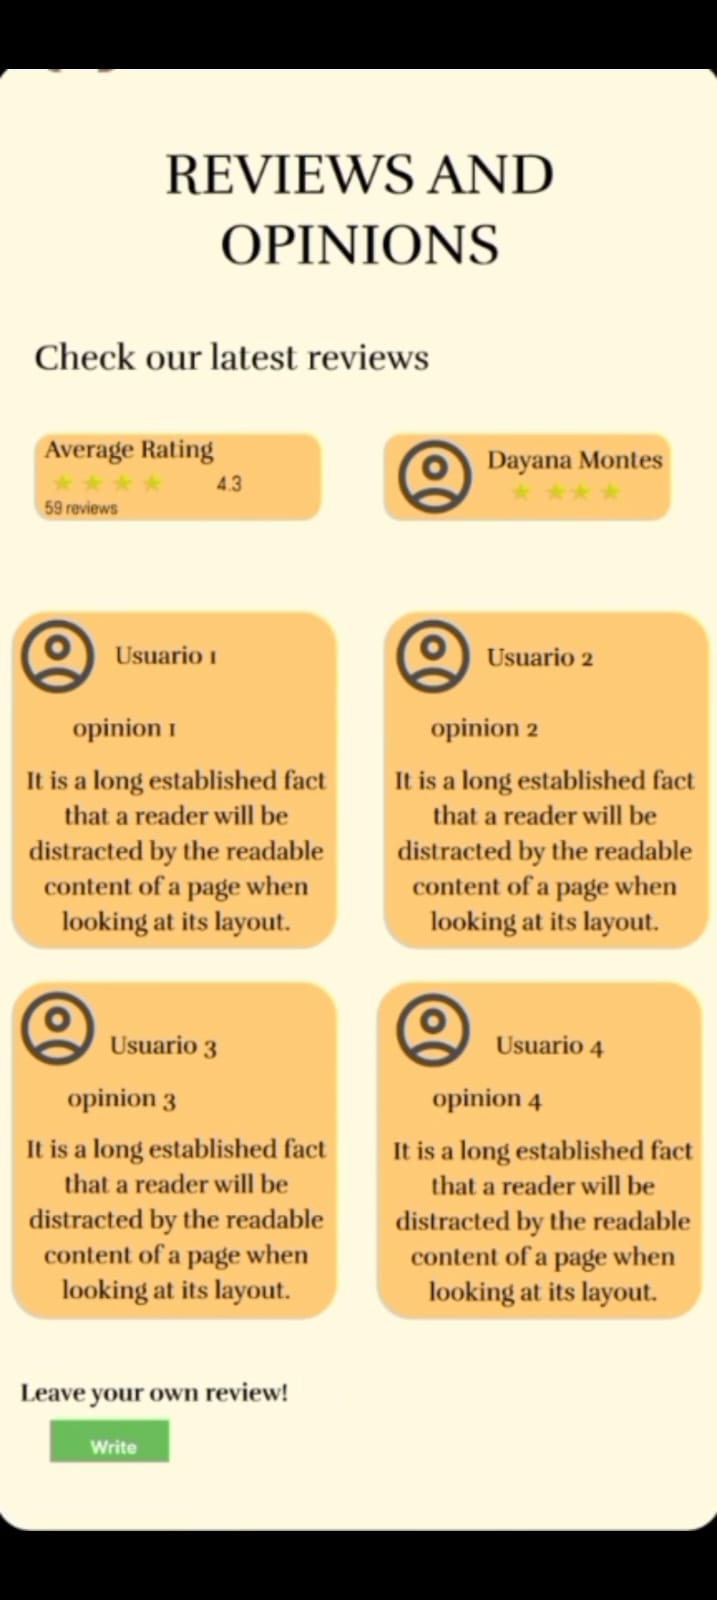 REVIEWS AND
OPINIONS
Check our latest reviews
Average Rating
4.3
59 reviews
Dayana Montes
Usuario 1
opinion 1
It is a long established fact
that a reader will be
distracted by the readable
content of a page when
looking at its layout.
Usuario 2
opinion 2
It is a long established fact
that a reader will be
distracted by the readable
content of a page when
looking at its layout.
Usuario 3
opinion 3
It is a long established fact
that a reader will be
distracted by the readable
content of a page when
looking at its layout.
Usuario 4
opinion 4
It is a long established fact
that a reader will be
distracted by the readable
content of a page when
looking at its layout.
Leave your own review!
Write